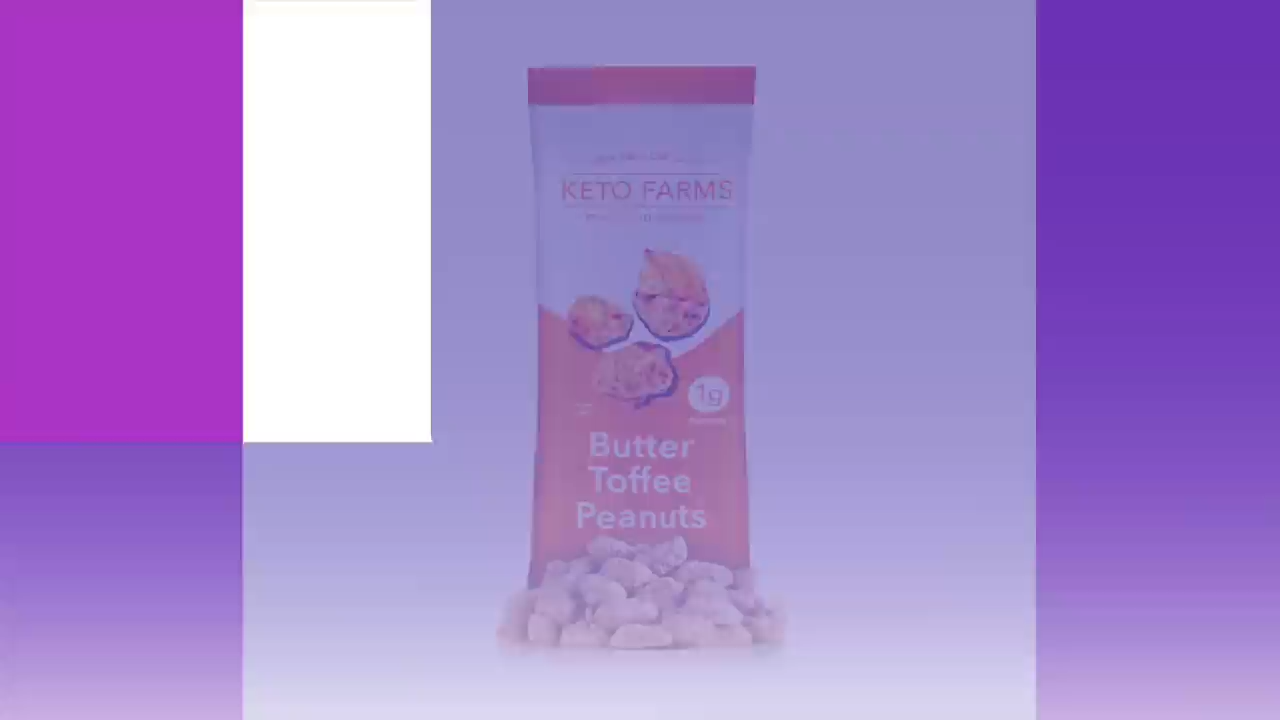 KETO FARMS
1g
Butter
Toffee
Peanuts